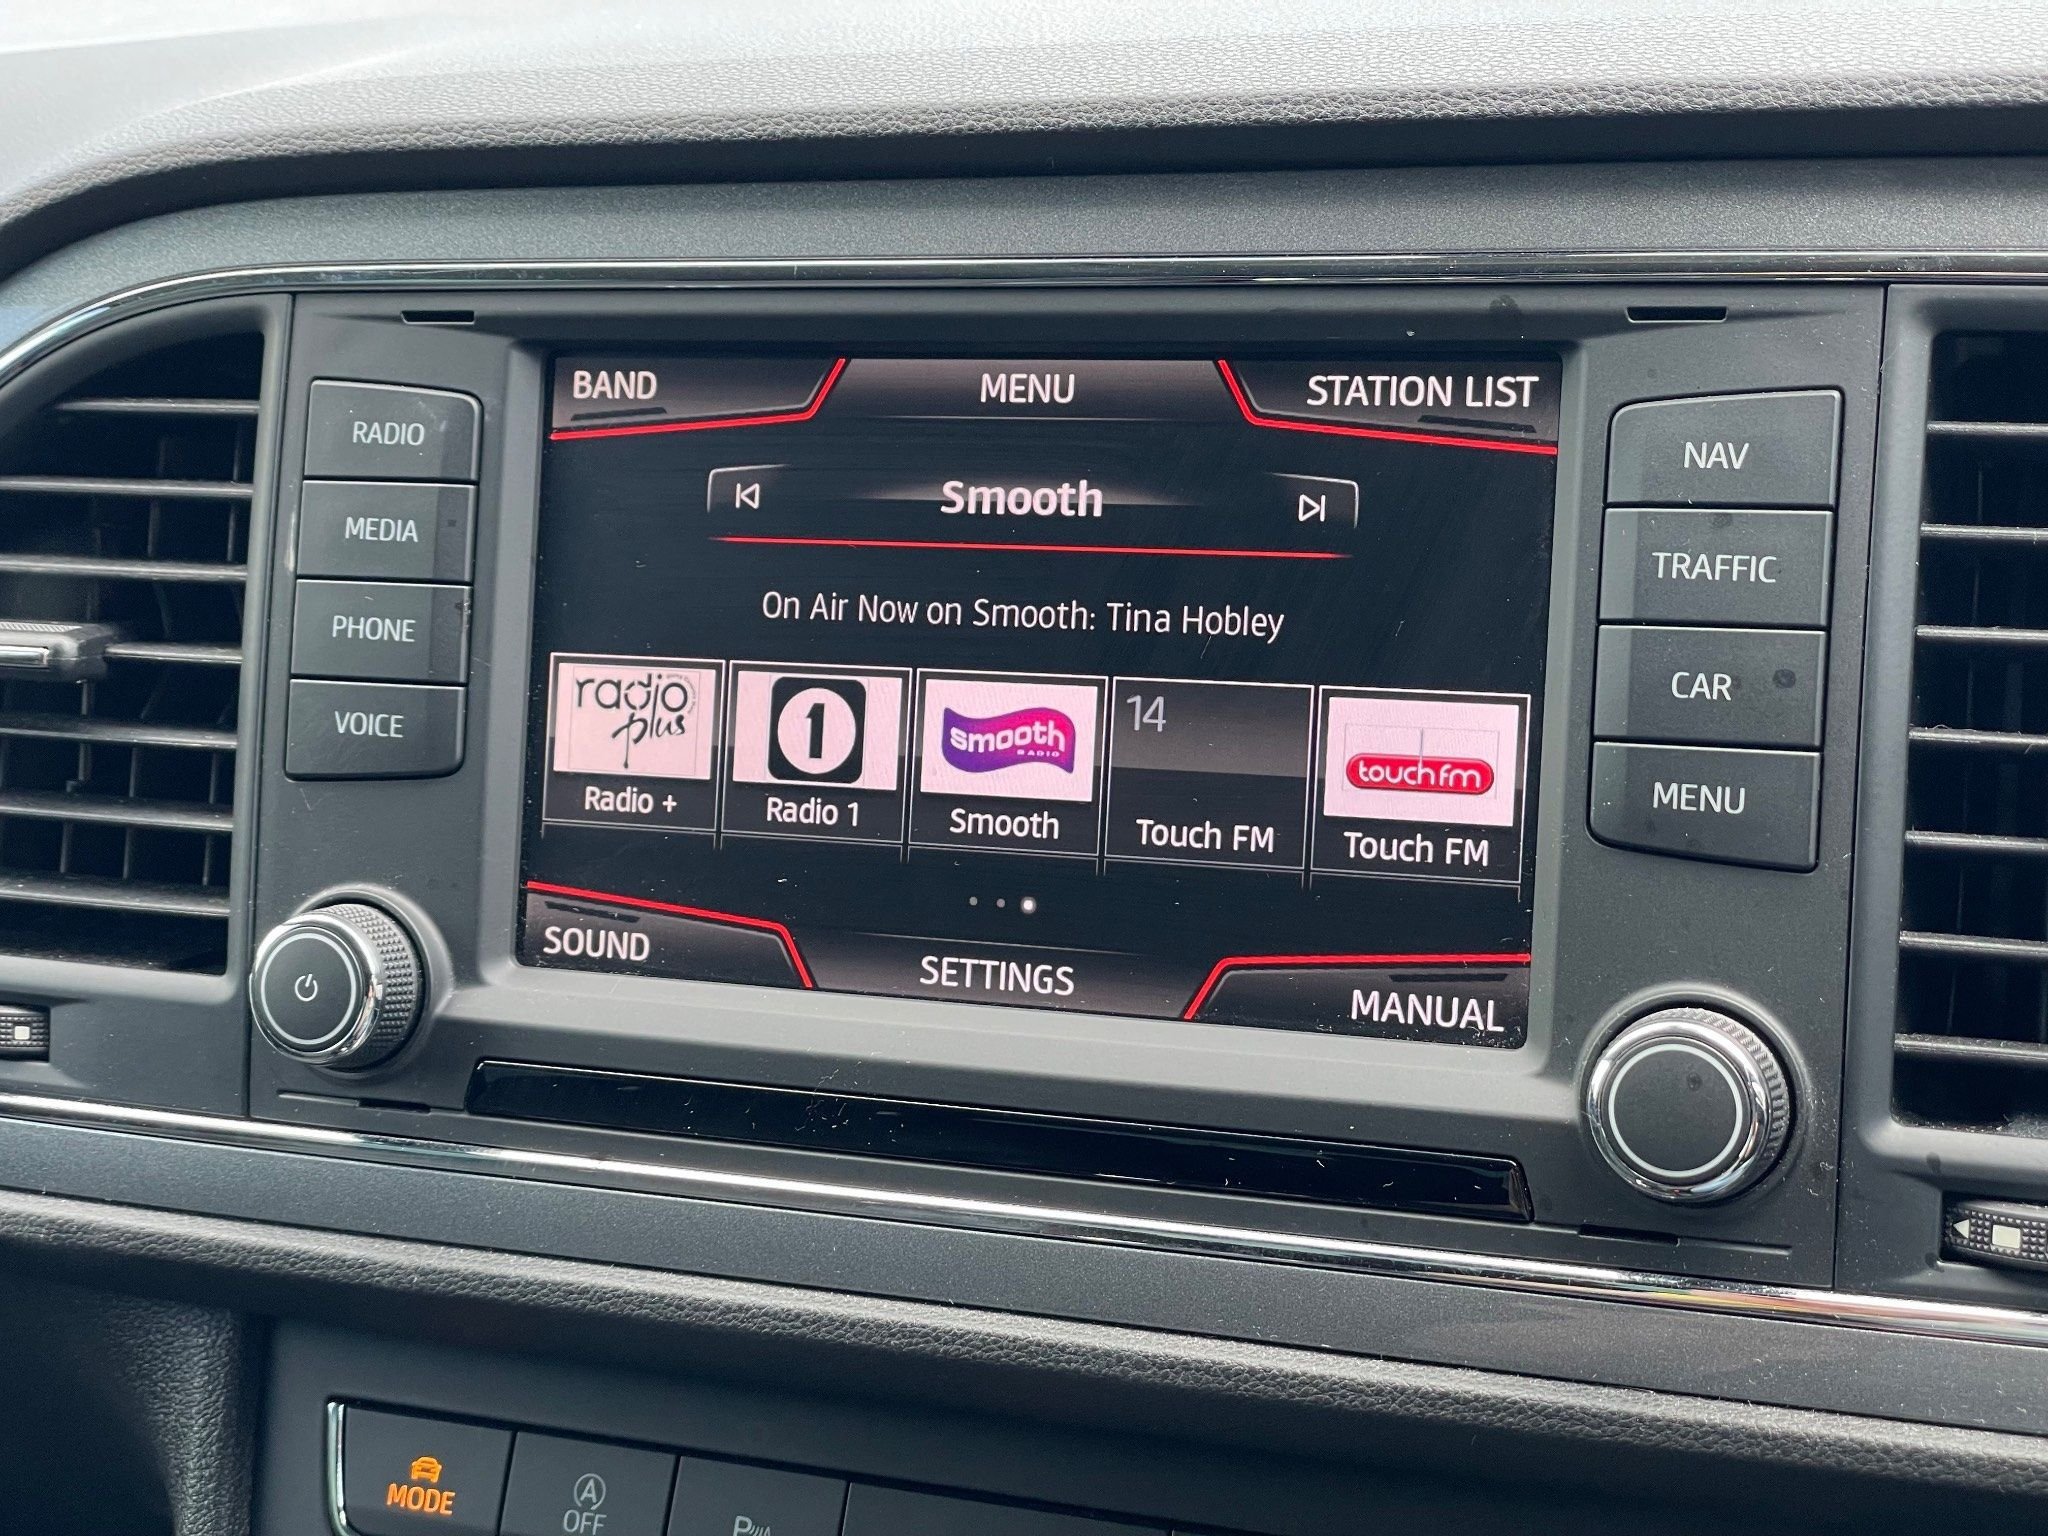 BAND
MENU
STATION LIST
RADIO
MEDIA
PHONE
VOICE
Smooth
On Air Now on Smooth: Tina Hobley
radio
plus
Radio +
1
Radio 1
smooth
RADIO
Smooth
14
Touch FM
touch fm
Touch FM
SOUND
SETTINGS
MANUAL
NAV
TRAFFIC
CAR
MENU
MODE
A
OFF
P